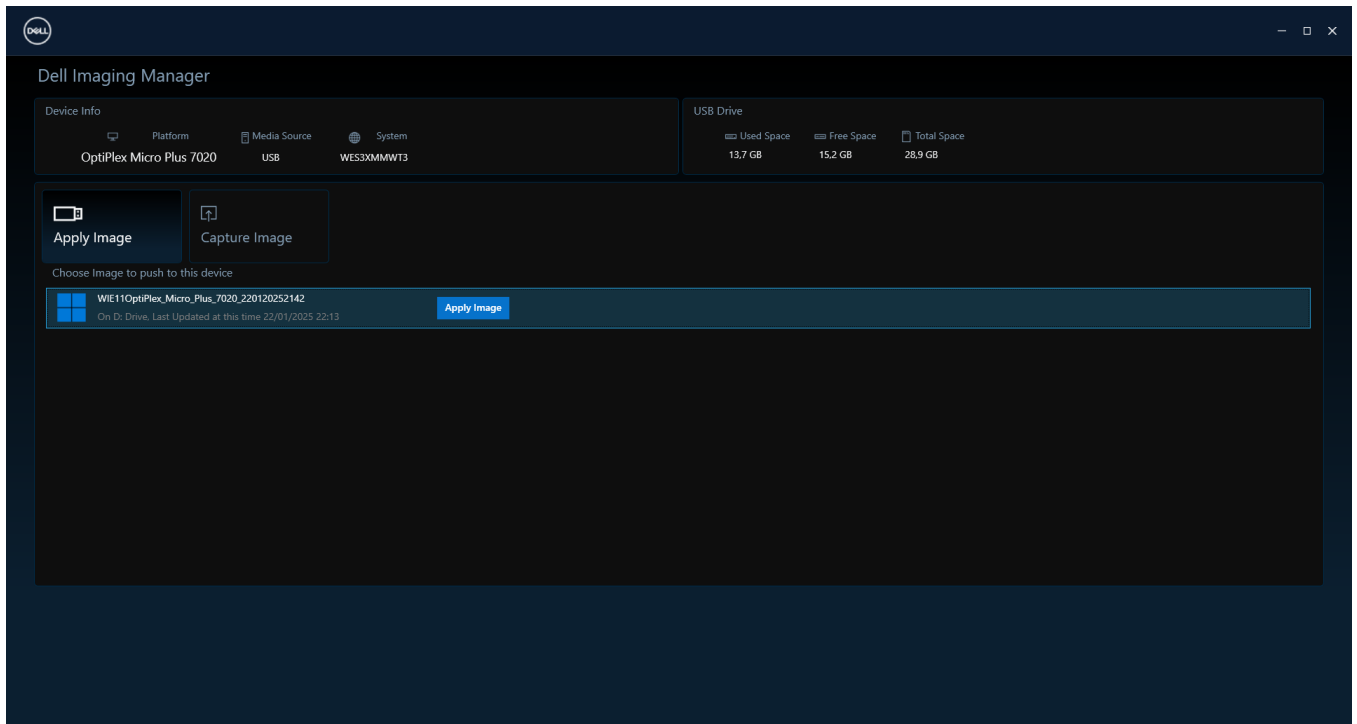 DELL
Dell Imaging Manager
Device Info
Platform Media Source System
OptiPlex Micro Plus 7020 USB WES3XMMWT3
USB Drive
Used Space Free Space Total Space
13,7 GB 15,2 GB 28,9 GB
Apply Image
Capture Image
Choose Image to push to this device
WIE11OptiPlex_Micro_Plus_7020_220120252142
On D: Drive, Last Updated at this time 22/01/2025 22:13
Apply Image